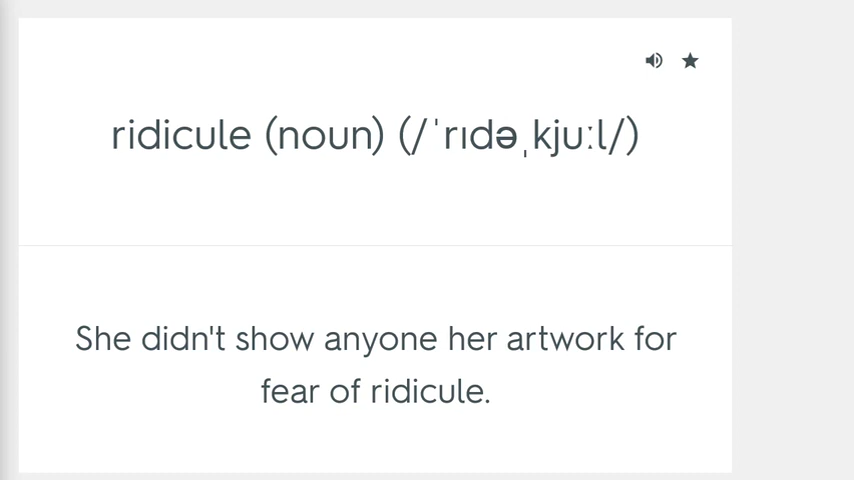 ridicule (noun) (/ˈrɪdəˌkjuːl/)
She didn't show anyone her artwork for
fear of ridicule.